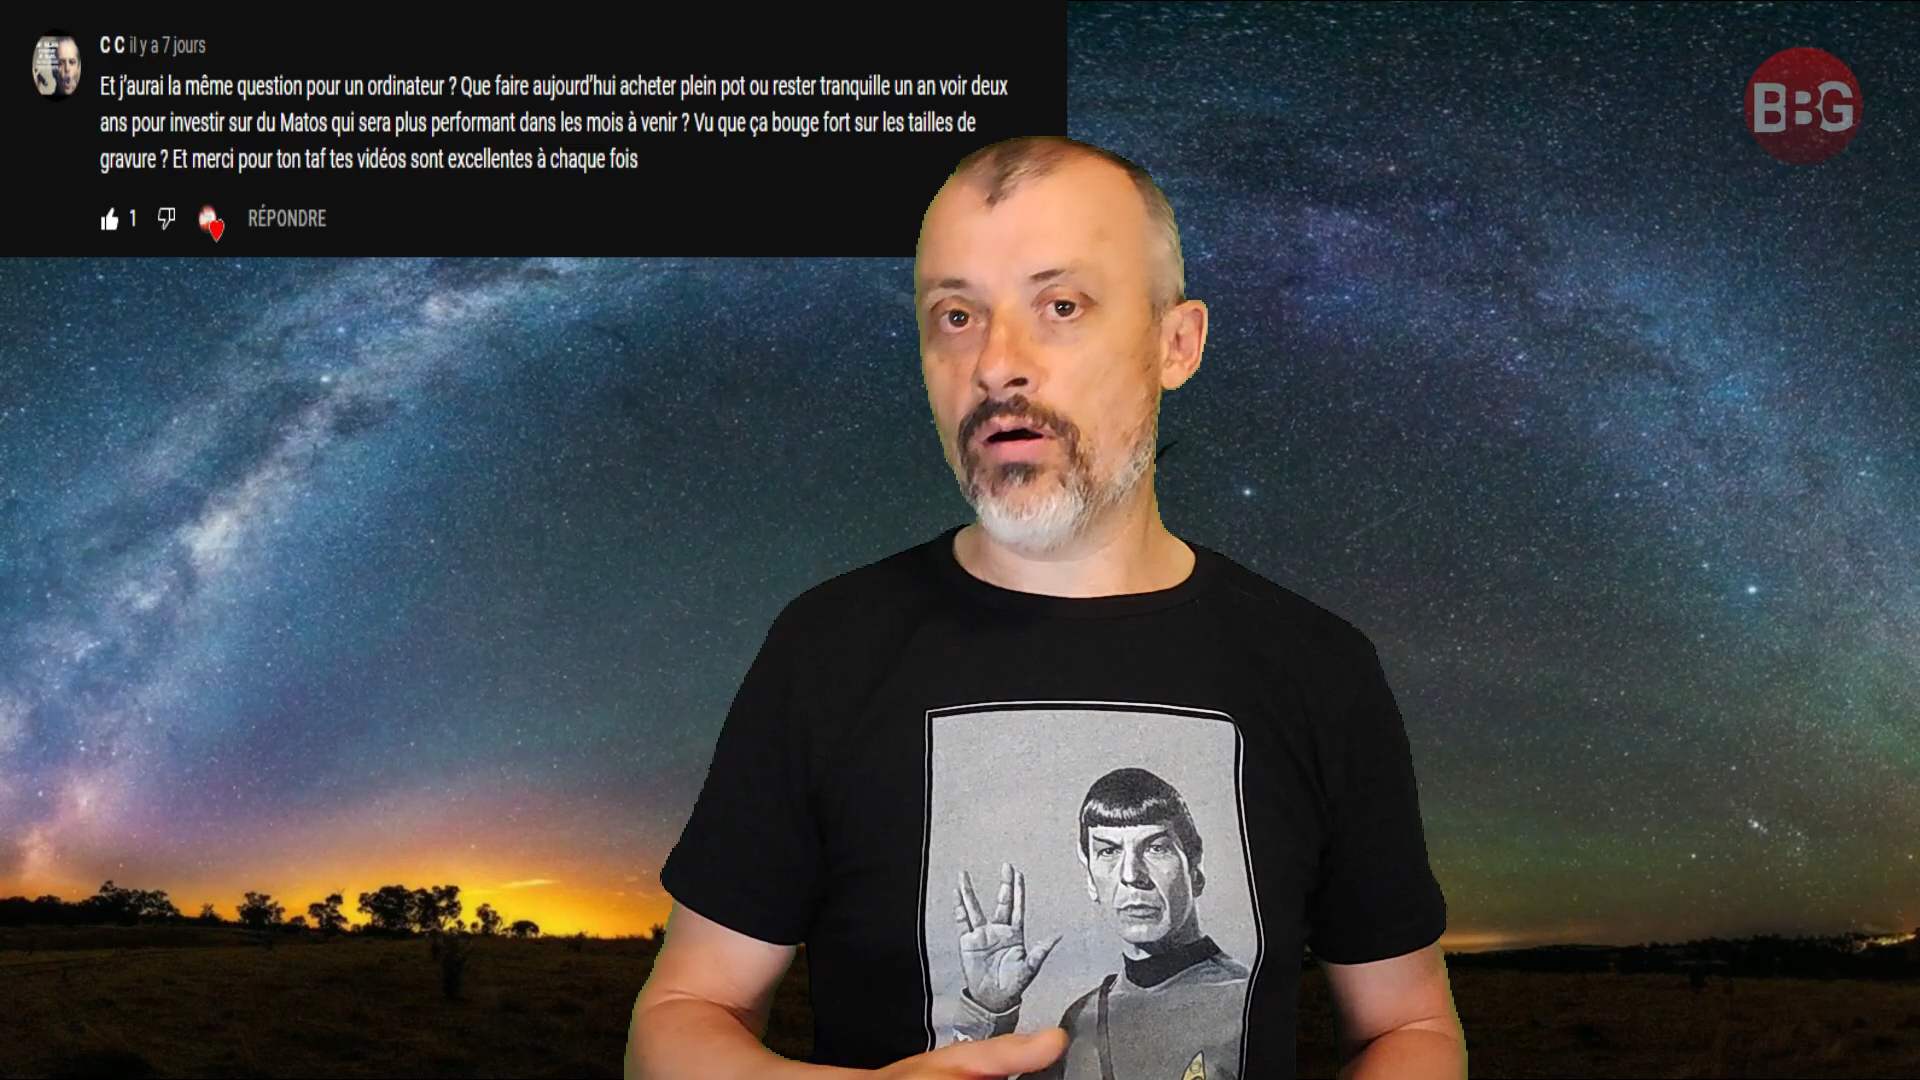 C C il y a 7 jours
Et j'aurai la même question pour un ordinateur ? Que faire aujourd'hui acheter plein pot ou rester tranquille un an voir deux
ans pour investir sur du Matos qui sera plus performant dans les mois à venir ? Vu que ça bouge fort sur les tailles de
gravure ? Et merci pour ton taf tes vidéos sont excellentes à chaque fois
1 RÉPONDRE
BBG